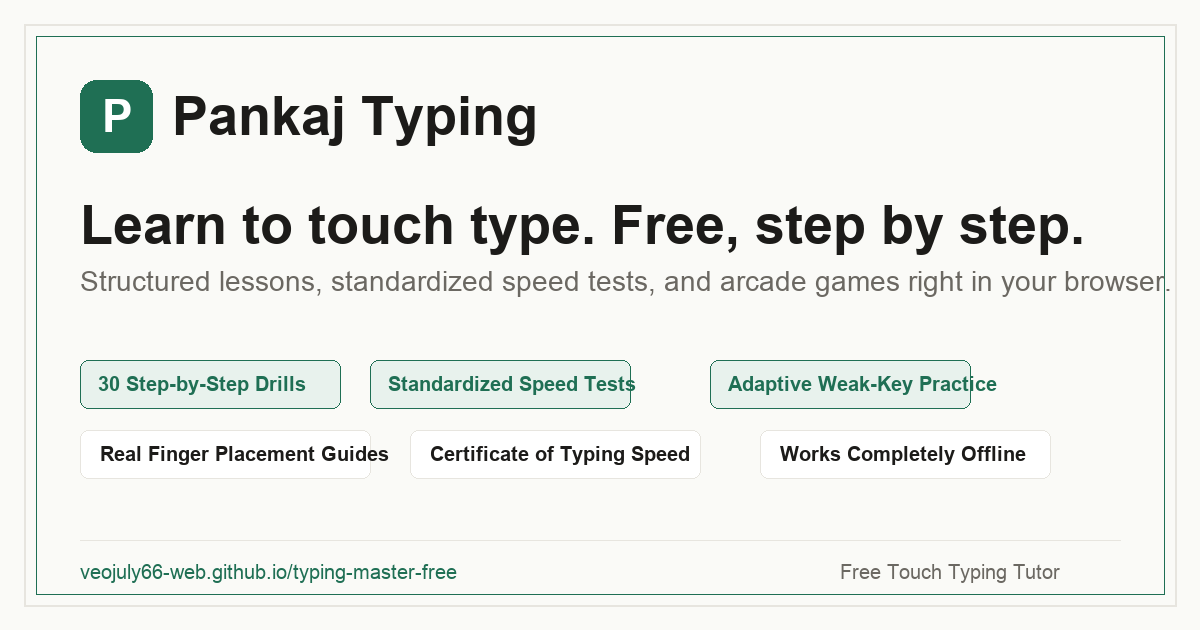 P Pankaj Typing
Learn to touch type. Free, step by step.
Structured lessons, standardized speed tests, and arcade games right in your browser.
30 Step-by-Step Drills
Standardized Speed Tests
Adaptive Weak-Key Practice
Real Finger Placement Guides
Certificate of Typing Speed
Works Completely Offline
veojuly66-web.github.io/typing-master-free
Free Touch Typing Tutor